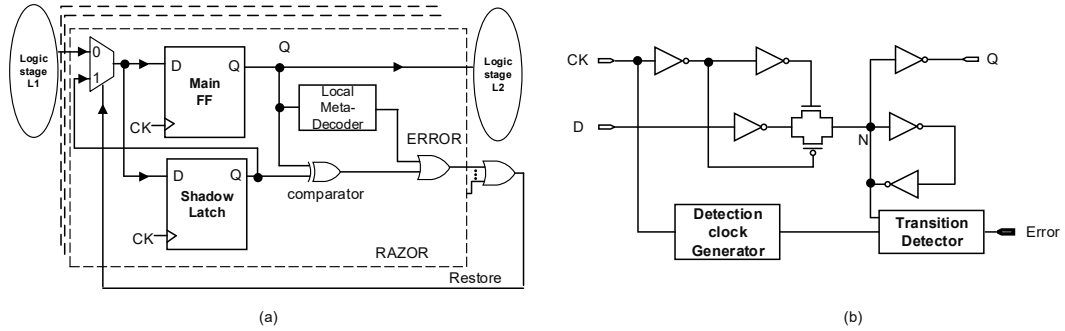 Logic
stage
L1
0
1
D
Q
Main
FF
CK
Q
Logic
stage
L2
Local
Meta-
Decoder
ERROR
D
Q
Shadow
Latch
CK
comparator
RAZOR
Restore
(a)
CK
Q
D
N
Detection
clock
Generator
Transition
Detector
Error
(b)